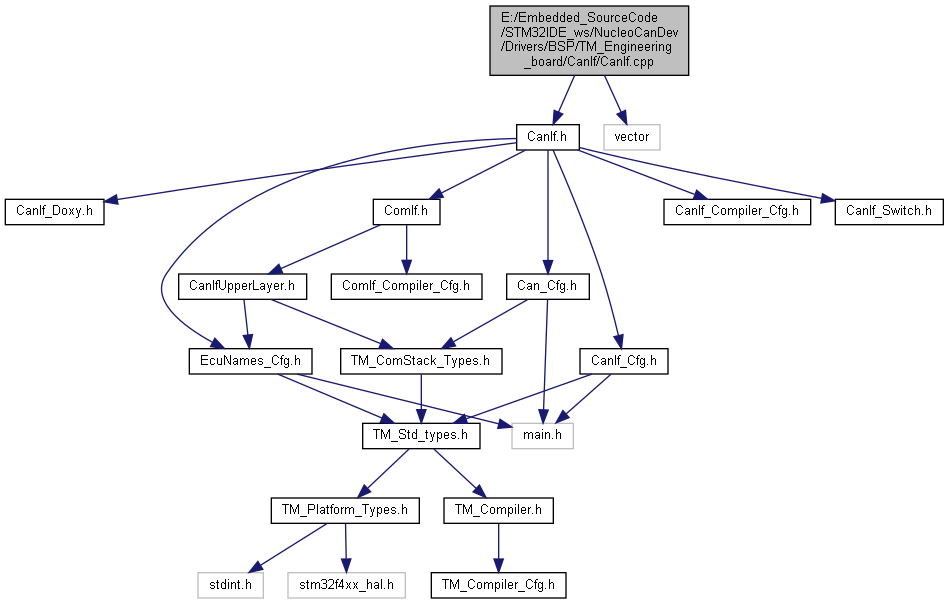 E:/Embedded_SourceCode
/STM32IDE_ws/NucleoCanDev
/Drivers/BSP/TM_Engineering
_board/CanIf/CanIf.cpp
CanIf.h
vector
CanIf_Doxy.h
ComIf.h
CanIf_Compiler_Cfg.h
CanIf_Switch.h
CanIfUpperLayer.h
ComIf_Compiler_Cfg.h
Can_Cfg.h
EcuNames_Cfg.h
TM_ComStack_Types.h
CanIf_Cfg.h
TM_Std_types.h
main.h
TM_Platform_Types.h
TM_Compiler.h
stdint.h
stm32f4xx_hal.h
TM_Compiler_Cfg.h